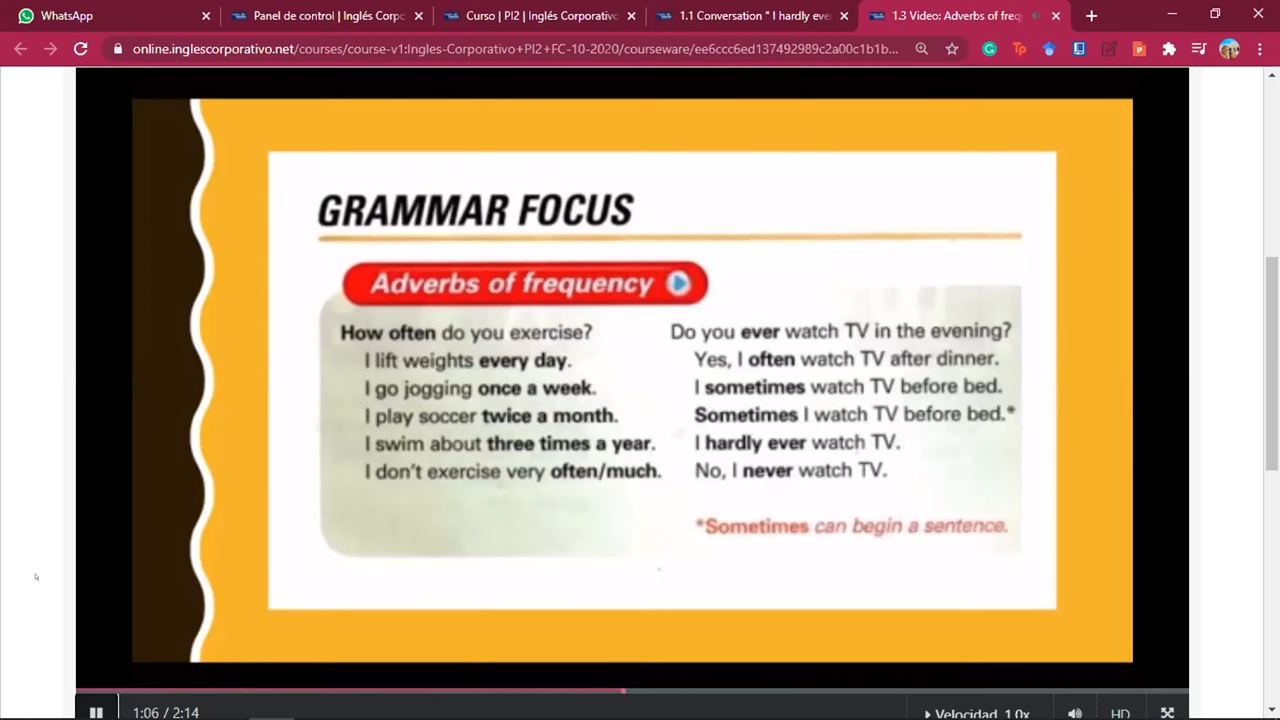 WhatsApp
Panel de control | Inglés Corpo
Curso | PI2 | Inglés Corporativo
1.1 Conversation " I hardly eve
1.3 Video: Adverbs of freq
online.inglescorporativo.net/courses/course-v1:Ingles-Corporativo+PI2+FC-10-2020/courseware/ee6ccc6ed137492989c2a00c1b1b...
GRAMMAR FOCUS
Adverbs of frequency
How often do you exercise?
I lift weights every day.
I go jogging once a week.
I play soccer twice a month.
I swim about three times a year.
I don't exercise very often/much.
Do you ever watch TV in the evening?
Yes, I often watch TV after dinner.
I sometimes watch TV before bed.
Sometimes I watch TV before bed.*
I hardly ever watch TV.
No, I never watch TV.
*Sometimes can begin a sentence.
1:06 / 2:14
Velocidad 1.0x
HD